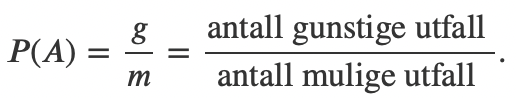 P(A) = g/m = antall gunstige utfall / antall mulige utfall.